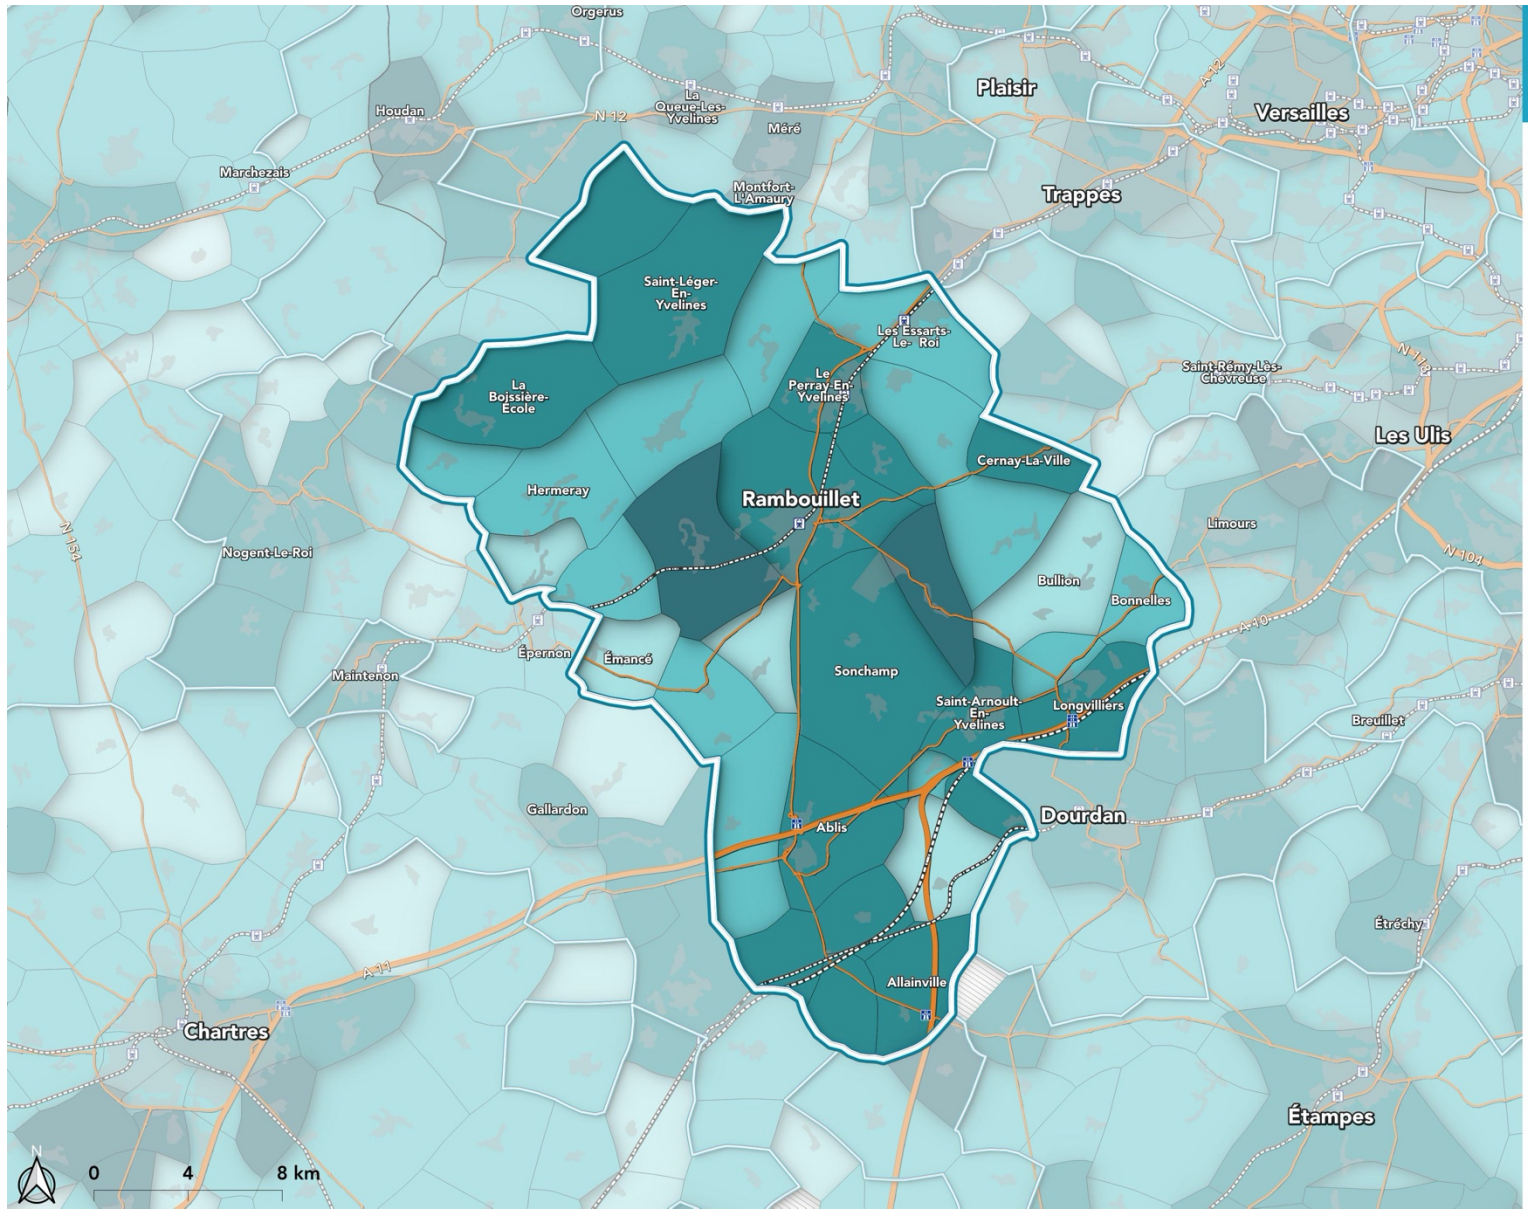 Orgerus
Plaisir
A 12
La
Queue-Les-
Yvelines
Houdan
N 12
Versailles
Méré
Marchezais
Montfort-
L'Amaury
Trappes
Saint-Léger-
En-
Yvelines
Les Essarts-
Le- Roi
N 118
Saint-Rémy-Lès-
Chevreuse
Le
Perray-En-
Yvelines
La
Boissière-
École
Les Ulis
Cernay-La-Ville
Hermeray
Rambouillet
Limours
N 154
Nogent-Le-Roi
N 104
Bullion
Bonnelles
A 10
Épernon
Émancé
Maintenon
Sonchamp
Saint-Arnoult-
En-
Yvelines
Longvilliers
Breuillet
Gallardon
Ablis
Dourdan
Étréchy
A 11
Allainville
Chartres
Étampes
N
0 4 8 km